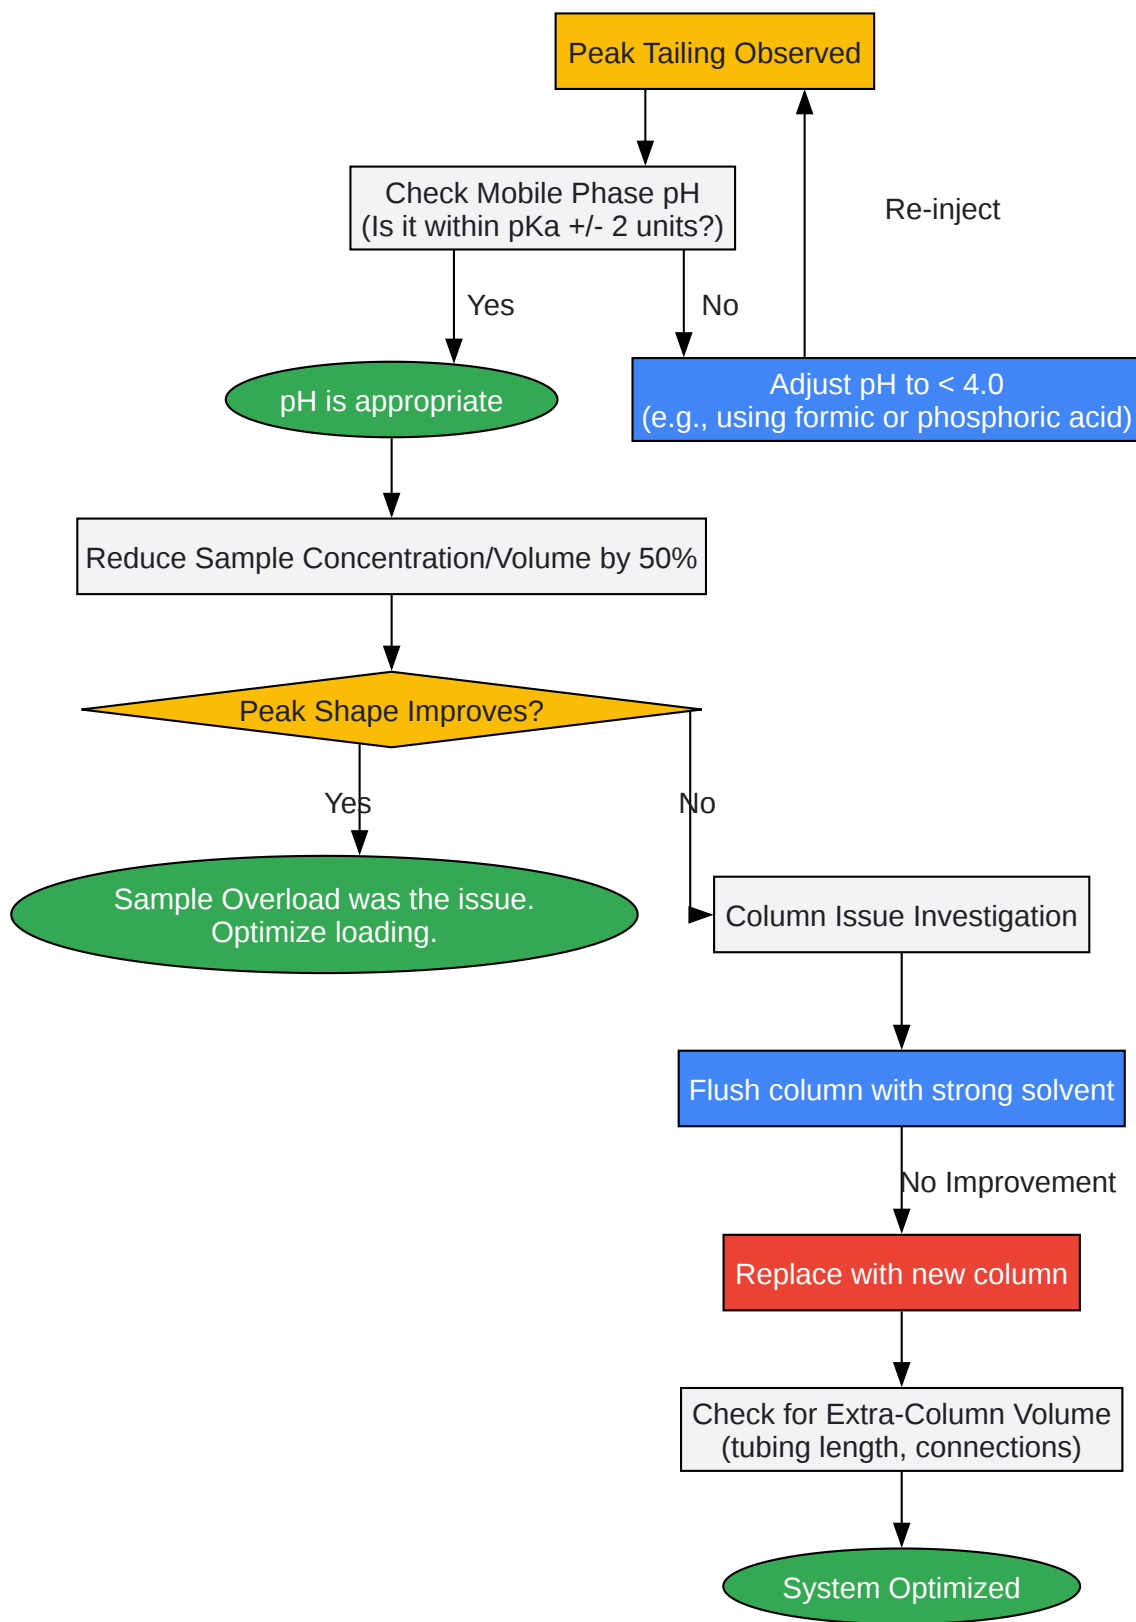 Peak Tailing Observed
Check Mobile Phase pH
(Is it within pKa +/- 2 units?)
Re-inject
Yes
No
pH is appropriate
Adjust pH to < 4.0
(e.g., using formic or phosphoric acid)
Reduce Sample Concentration/Volume by 50%
Peak Shape Improves?
Yes
No
Sample Overload was the issue.
Optimize loading.
Column Issue Investigation
Flush column with strong solvent
No Improvement
Replace with new column
Check for Extra-Column Volume
(tubing length, connections)
System Optimized